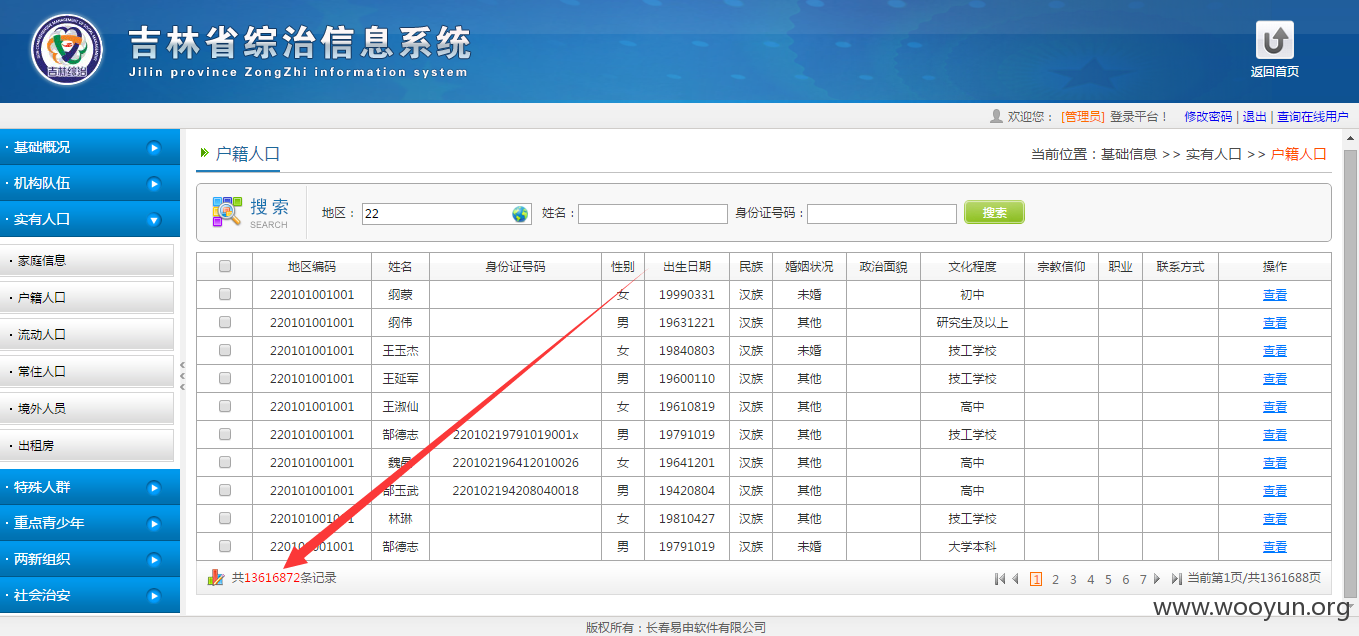 吉林省综治信息系统
Jilin province ZongZhi information system
返回首页
欢迎您： [管理员] 登录平台！ 修改密码 | 退出 | 查询在线用户
· 基础概况
· 机构队伍
· 实有人口
· 家庭信息
· 户籍人口
· 流动人口
· 常住人口
· 境外人员
· 出租房
· 特殊人群
· 重点青少年
· 两新组织
· 社会治安
户籍人口
当前位置：基础信息 >> 实有人口 >> 户籍人口
搜索
SEARCH
地区： 22 姓名： 身份证号码： 搜索
地区编码 姓名 身份证号码 性别 出生日期 民族 婚姻状况 政治面貌 文化程度 宗教信仰 职业 联系方式 操作
220101001001 纲蒙 女 19990331 汉族 未婚 初中 查看
220101001001 纲伟 男 19631221 汉族 其他 研究生及以上 查看
220101001001 王玉杰 女 19840803 汉族 未婚 技工学校 查看
220101001001 王延军 男 19600110 汉族 其他 技工学校 查看
220101001001 王淑仙 女 19610819 汉族 其他 高中 查看
220101001001 郜德志 22010219791019001x 男 19791019 汉族 其他 技工学校 查看
220101001001 魏 220102196412010026 女 19641201 汉族 其他 高中 查看
220101001001 郜玉武 220102194208040018 男 19420804 汉族 其他 高中 查看
220101001001 林琳 女 19810427 汉族 其他 技工学校 查看
220101001001 郜德志 男 19791019 汉族 未婚 大学本科 查看
共13616872条记录
1 2 3 4 5 6 7 当前第1页/共1361688页
www.wooyun.org
版权所有：长春易申软件有限公司